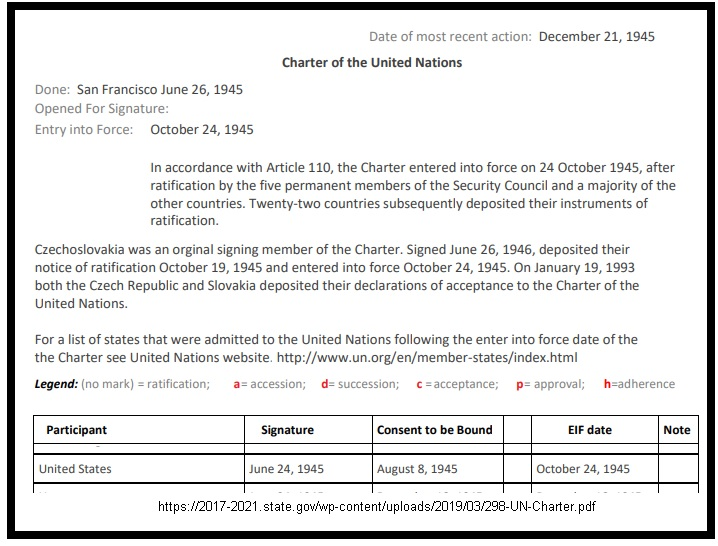 Date of most recent action: December 21, 1945
Charter of the United Nations
Done: San Francisco June 26, 1945
Opened For Signature:
Entry into Force: October 24, 1945
In accordance with Article 110, the Charter entered into force on 24 October 1945, after
ratification by the five permanent members of the Security Council and a majority of the
other countries. Twenty-two countries subsequently deposited their instruments of
ratification.
Czechoslovakia was an orginal signing member of the Charter. Signed June 26, 1946, deposited their
notice of ratification October 19, 1945 and entered into force October 24, 1945. On January 19, 1993
both the Czech Republic and Slovakia deposited their declarations of acceptance to the Charter of the
United Nations.
For a list of states that were admitted to the United Nations following the enter into force date of the
the Charter see United Nations website. http://www.un.org/en/member-states/index.html
Legend: (no mark) = ratification; a= accession; d= succession; c = acceptance; p= approval; h=adherence
Participant Signature Consent to be Bound EIF date Note
United States June 24, 1945 August 8, 1945 October 24, 1945
https://2017-2021.state.gov/wp-content/uploads/2019/03/298-UN-Charter.pdf